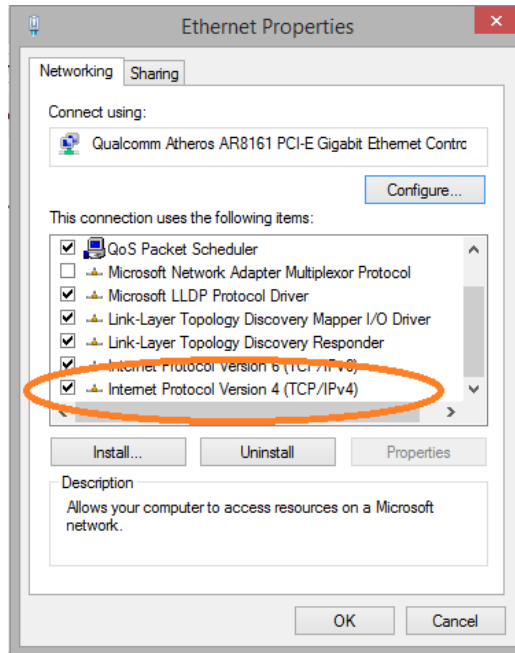 Ethernet Properties
Networking Sharing
Connect using:
Qualcomm Atheros AR8161 PCI-E Gigabit Ethernet Contrc
Configure...
This connection uses the following items:
QoS Packet Scheduler
Microsoft Network Adapter Multiplexor Protocol
Microsoft LLDP Protocol Driver
Link-Layer Topology Discovery Mapper I/O Driver
Link-Layer Topology Discovery Responder
Internet Protocol Version 6 (TCP/IPv6)
Internet Protocol Version 4 (TCP/IPv4)
Install... Uninstall Properties
Description
Allows your computer to access resources on a Microsoft
network.
OK Cancel